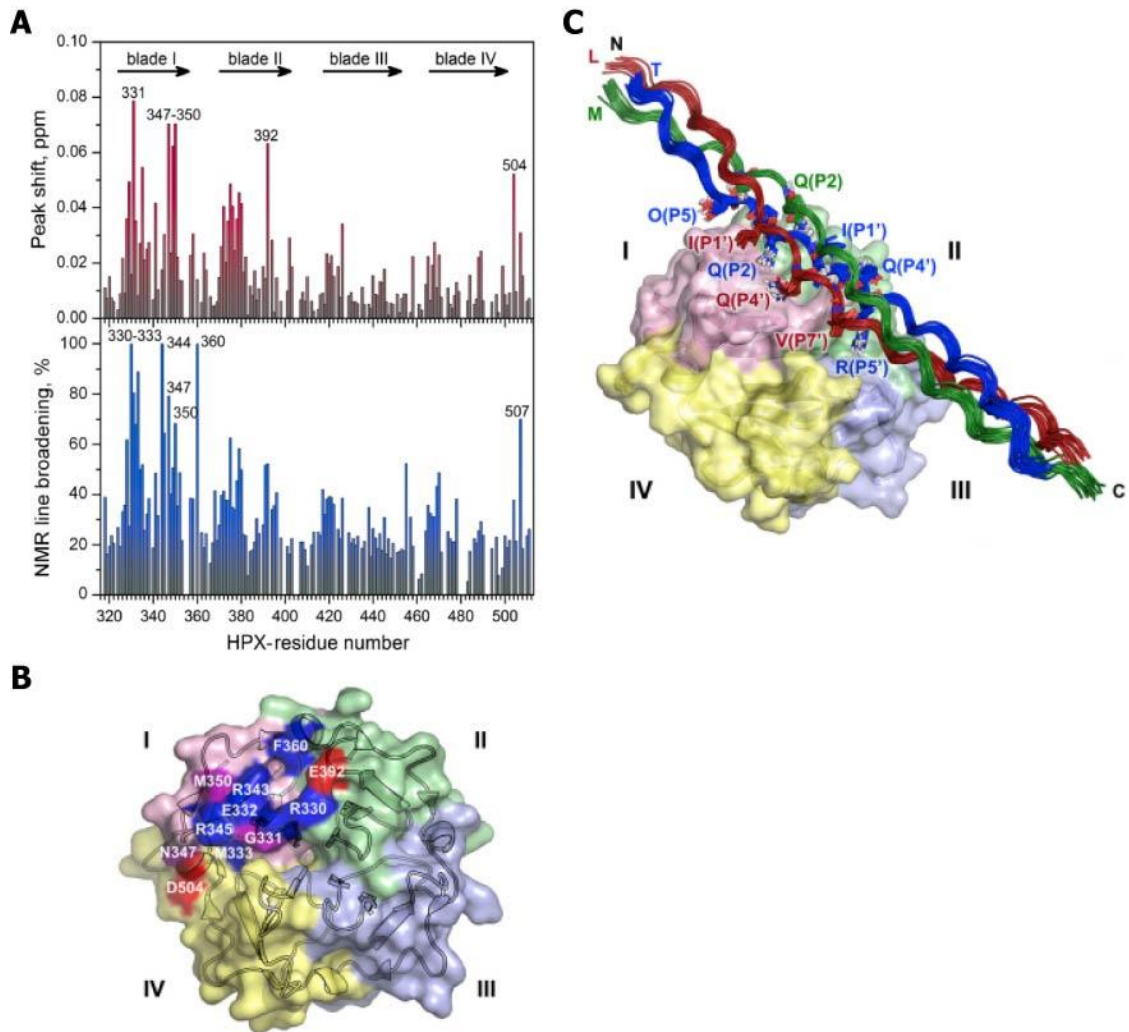 A
0.10
0.08
0.06
0.04
0.02
0.00
Peak shift, ppm
blade I
blade II
blade III
blade IV
331
347-350
392
504
100
80
60
40
20
0
NMR line broadening, %
330-333
344
347
350
360
507
320 340 360 380 400 420 440 460 480 500
HPX-residue number
B
I
II
III
IV
F360
E392
M350
R343
E332
R330
R345
G331
N347
M333
D504
C
N
L
T
M
Q(P2)
O(P5)
I
I(P1')
I(P1')
II
Q(P2)
Q(P4')
Q(P4')
V(P7')
R(P5')
IV
III
C